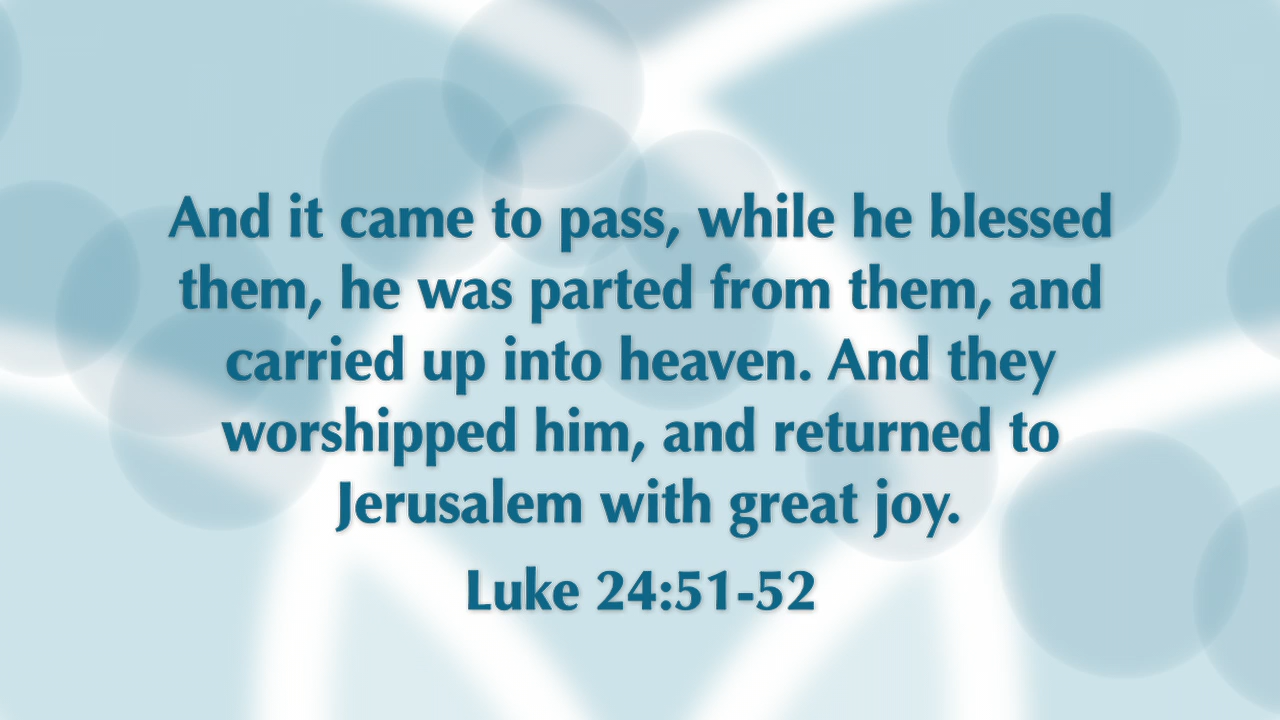 And it came to pass, while he blessed
them, he was parted from them, and
carried up into heaven. And they
worshipped him, and returned to
Jerusalem with great joy.
Luke 24:51-52